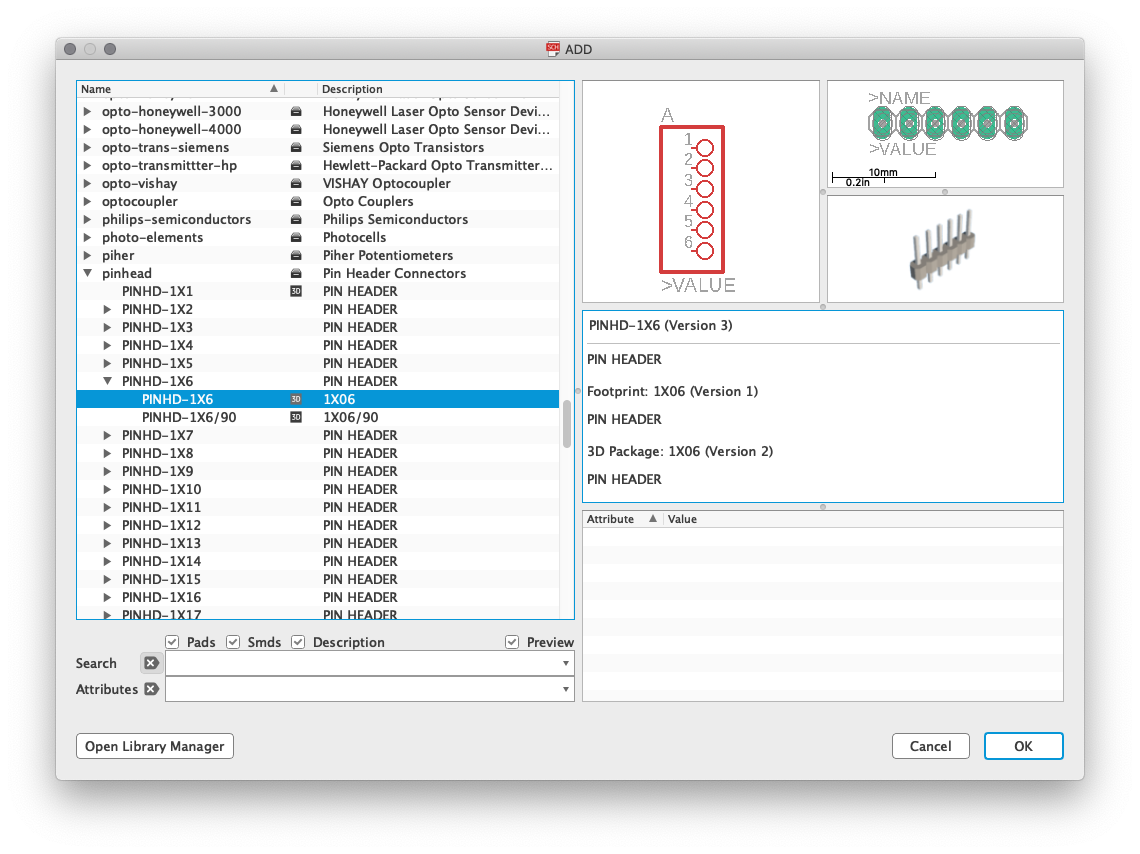 ADD
Name Description
opto-honeywell-3000 Honeywell Laser Opto Sensor Devi...
opto-honeywell-4000 Honeywell Laser Opto Sensor Devi...
opto-trans-siemens Siemens Opto Transistors
opto-transmittter-hp Hewlett-Packard Opto Transmitter...
opto-vishay VISHAY Optocoupler
optocoupler Opto Couplers
philips-semiconductors Philips Semiconductors
photo-elements Photocells
piher Piher Potentiometers
pinhead Pin Header Connectors
PINHD-1X1 3D PIN HEADER
PINHD-1X2 PIN HEADER
PINHD-1X3 PIN HEADER
PINHD-1X4 PIN HEADER
PINHD-1X5 PIN HEADER
PINHD-1X6 PIN HEADER
PINHD-1X6 3D 1X06
PINHD-1X6/90 3D 1X06/90
PINHD-1X7 PIN HEADER
PINHD-1X8 PIN HEADER
PINHD-1X9 PIN HEADER
PINHD-1X10 PIN HEADER
PINHD-1X11 PIN HEADER
PINHD-1X12 PIN HEADER
PINHD-1X13 PIN HEADER
PINHD-1X14 PIN HEADER
PINHD-1X15 PIN HEADER
PINHD-1X16 PIN HEADER
PINHD-1X17 PIN HEADER
Pads Smds Description Preview
Search
Attributes
Open Library Manager
A
1
2
3
4
5
6
>VALUE
>NAME
>VALUE
10mm
0.2in
PINHD-1X6 (Version 3)
PIN HEADER
Footprint: 1X06 (Version 1)
PIN HEADER
3D Package: 1X06 (Version 2)
PIN HEADER
Attribute Value
Cancel OK